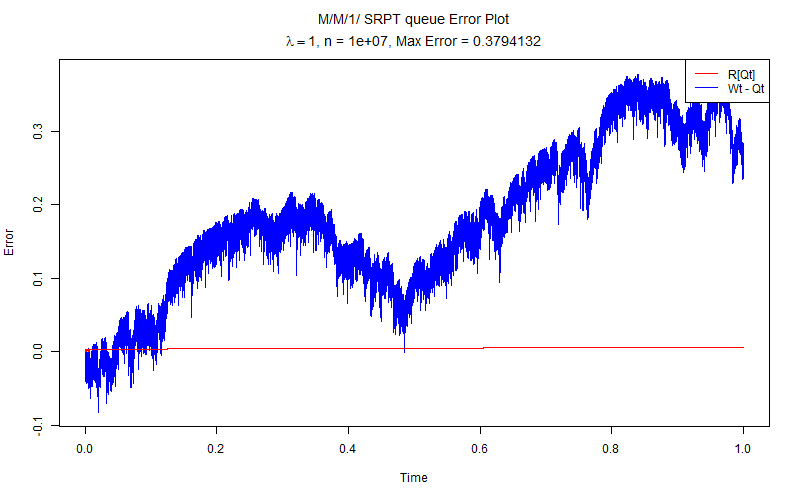 M/M/1/ SRPT queue Error Plot
λ = 1, n = 1e+07, Max Error = 0.3794132
R[Qt]
Wt - Qt
0.3
0.2
0.1
0.0
-0.1
Error
0.0 0.2 0.4 0.6 0.8 1.0
Time